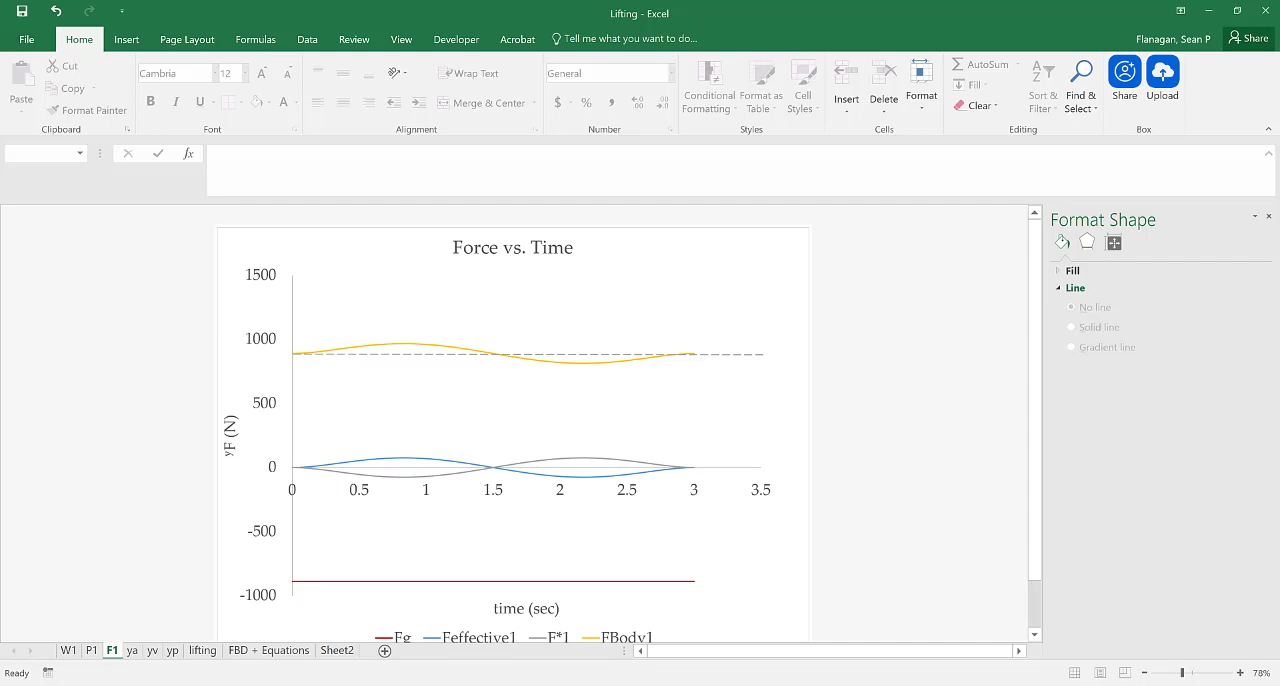 Lifting - Excel
File Home Insert Page Layout Formulas Data Review View Developer Acrobat Tell me what you want to do... Flanagan, Sean P Share
Paste Cut Copy Format Painter Clipboard
Cambria 12 A A B I U A Font
Wrap Text Merge & Center Alignment
General $ % , Number
Conditional Formatting Format as Table Cell Styles Styles
Insert Delete Format Cells
AutoSum Fill Clear Sort & Filter Find & Select Editing
Share Upload Box
fx
Format Shape
Fill
Line
No line
Solid line
Gradient line
Force vs. Time
1500
1000
500
0
-500
-1000
yF (N)
0 0.5 1 1.5 2 2.5 3 3.5
time (sec)
Fg Feffective1 F*1 FBody1
W1 P1 F1 ya yv yp lifting FBD + Equations Sheet2
Ready 78%